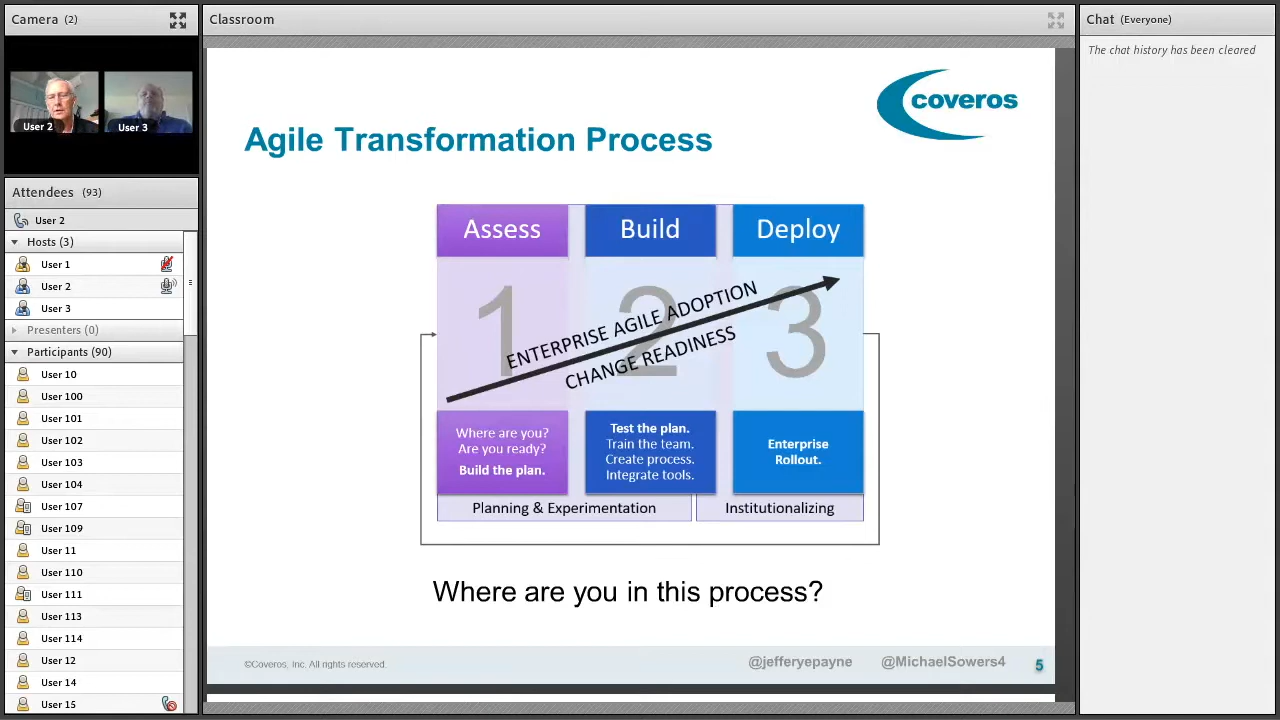 Camera (2)
User 2
User 3
Attendees (93)
User 2
Hosts (3)
User 1
User 2
User 3
Presenters (0)
Participants (90)
User 10
User 100
User 101
User 102
User 103
User 104
User 107
User 109
User 11
User 110
User 111
User 113
User 114
User 12
User 14
User 15
Classroom
coveros
Agile Transformation Process
Assess
Build
Deploy
1
2
3
ENTERPRISE AGILE ADOPTION
CHANGE READINESS
Where are you?
Are you ready?
Build the plan.
Test the plan.
Train the team.
Create process.
Integrate tools.
Enterprise
Rollout.
Planning & Experimentation
Institutionalizing
Where are you in this process?
©Coveros, Inc. All rights reserved.
@jefferyepayne
@MichaelSowers4
5
Chat (Everyone)
The chat history has been cleared